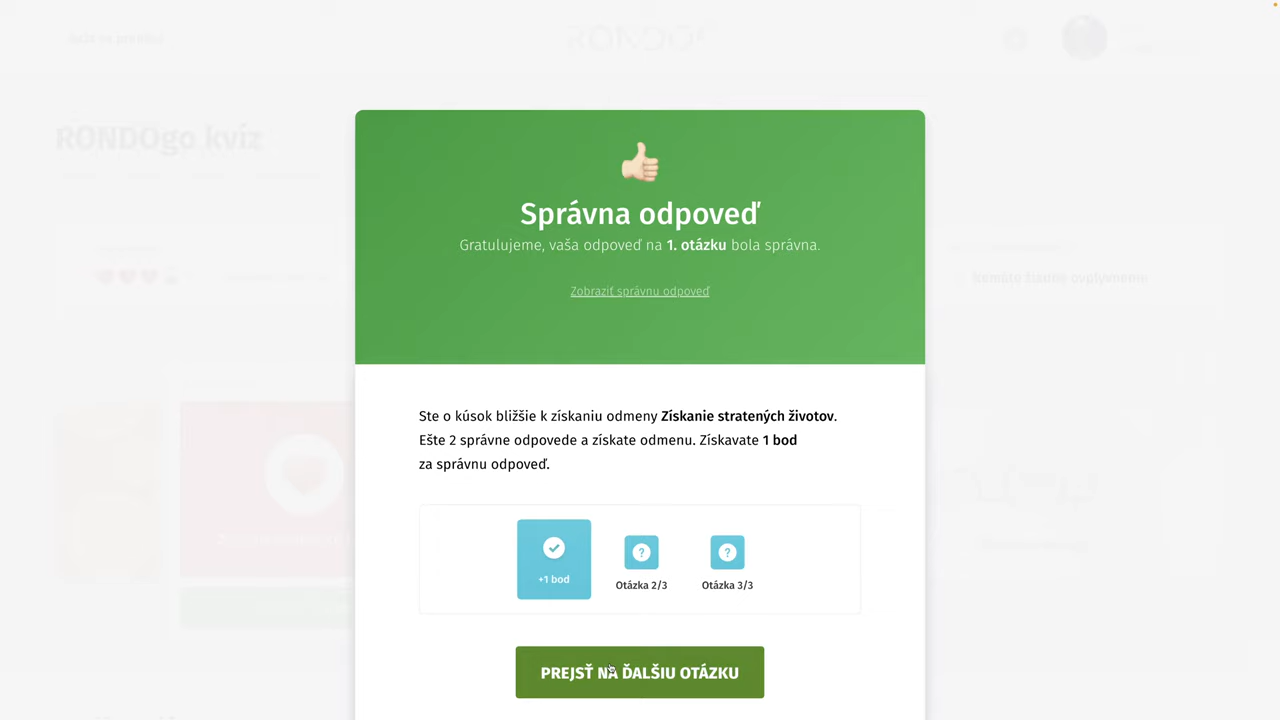 RONDO
RONDOgo kvíz
Správna odpoveď
Gratulujeme, vaša odpoveď na 1. otázku bola správna.
Zobraziť správnu odpoveď
Ste o kúsok bližšie k získaniu odmeny Získanie stratených životov.
Ešte 2 správne odpovede a získate odmenu. Získavate 1 bod
za správnu odpoveď.
+1 bod
Otázka 2/3
Otázka 3/3
PREJSŤ NA ĎALŠIU OTÁZKU